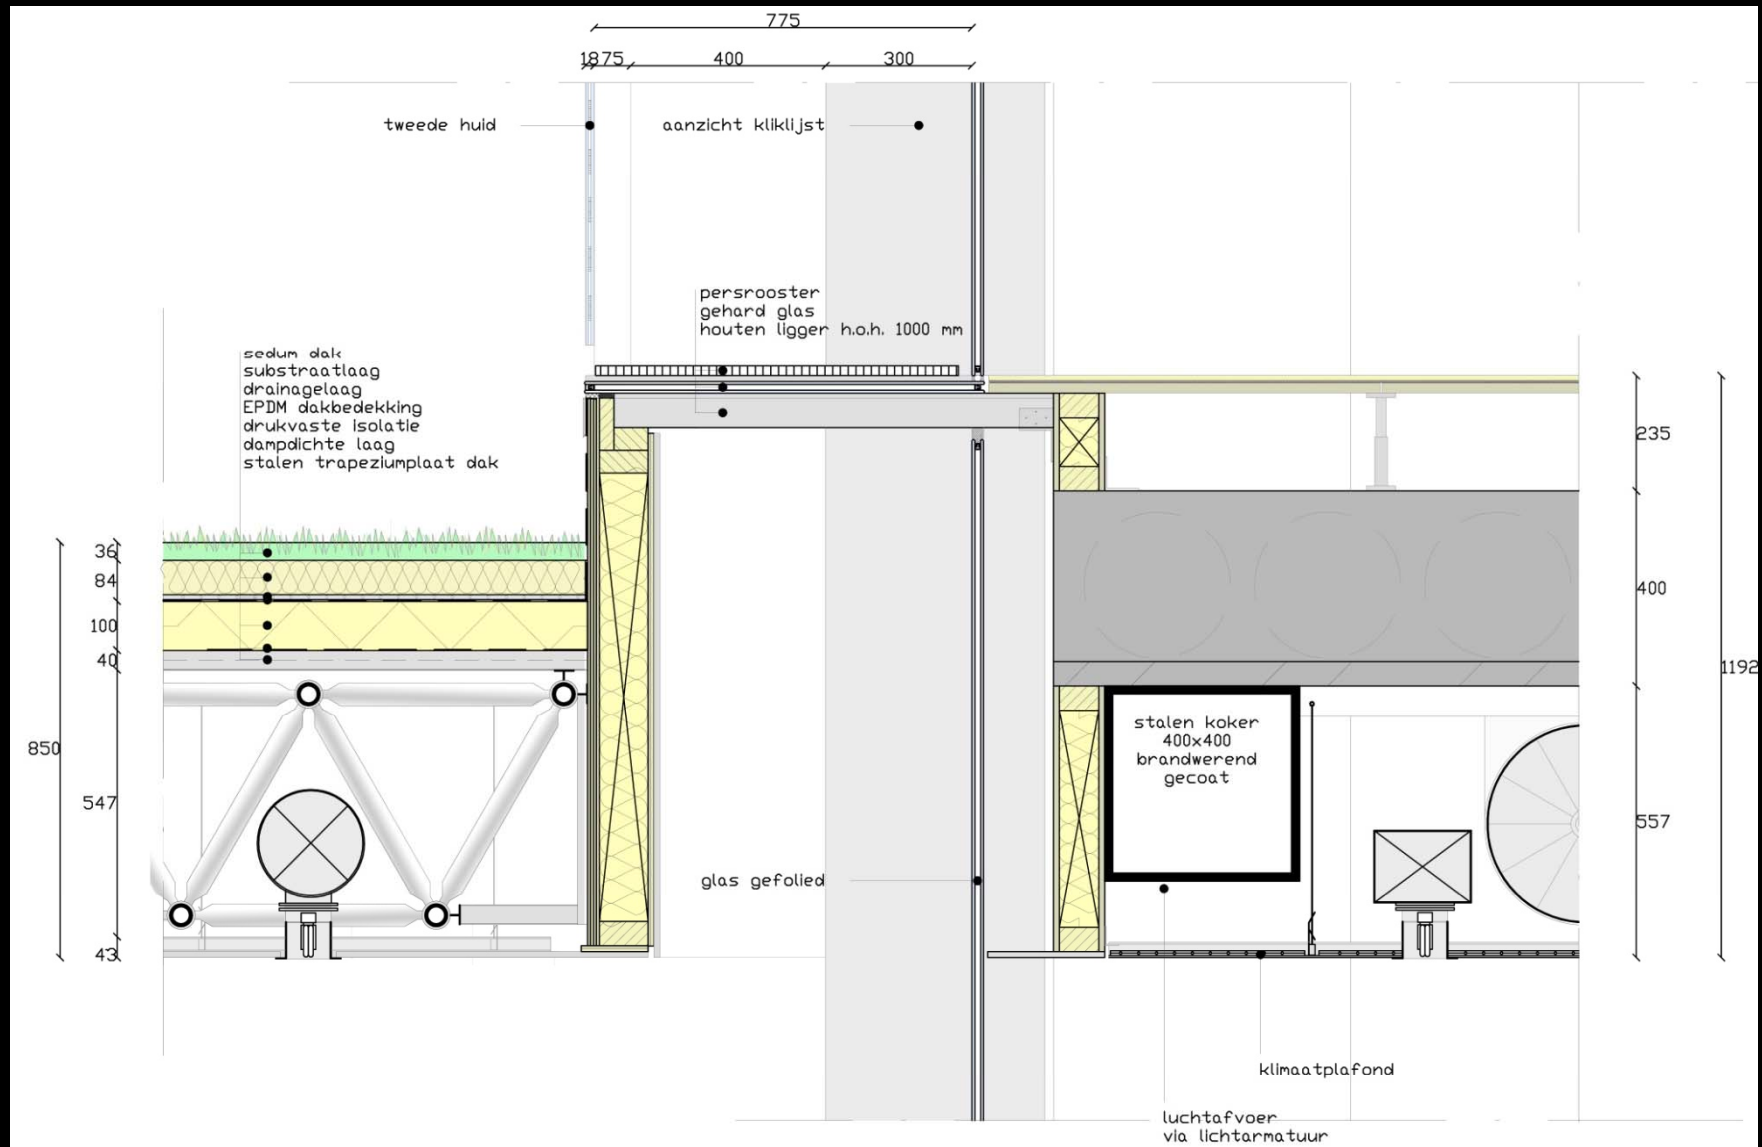 775
18 75 400 300
tweede huid
aanzicht kliklijst
persrooster
gehard glas
houten ligger h.o.h. 1000 mm
sedum dak
substraatlaag
drainagelaag
EPDM dakbedekking
drukvaste isolatie
dampdichte laag
stalen trapeziumplaat dak
36
84
100
40
850
547
43
235
400
1192
557
stalen koker
400x400
brandwerend
gecoat
glas gefolied
klimaatplafond
luchtafvoer
via lichtarmatuur